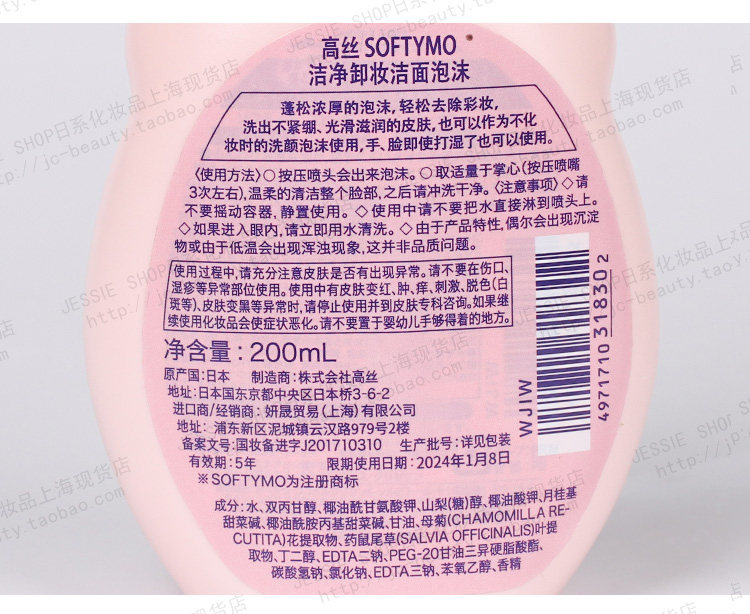 高丝 SOFTYMO
洁净卸妆洁面泡沫
蓬松浓厚的泡沫,轻松去除彩妆,
洗出不紧绷、光滑滋润的皮肤,也可以作为不化
妆时的洗颜泡沫使用,手、脸即使打湿了也可以使用。
〈使用方法〉○按压喷头会出来泡沫。○取适量于掌心(按压喷嘴
3次左右),温柔的清洁整个脸部,之后请冲洗干净。〈注意事项〉◇请
不要摇动容器,静置使用。◇使用中请不要把水直接淋到喷头上。
◇如果进入眼内,请立即用水清洗。◇由于产品特性,偶尔会出现沉淀
物或由于低温会出现浑浊现象,这并非品质问题。
使用过程中,请充分注意皮肤是否有出现异常。请不要在伤口、
湿疹等异常部位使用。使用中有皮肤变红、肿、痒、刺激、脱色(白
斑等)、皮肤变黑等异常时,请停止使用并到皮肤专科咨询。如果继
续使用化妆品会使症状恶化。请不要置于婴幼儿手够得着的地方。
净含量:200mL
原产国:日本 制造商:株式会社高丝
地址:日本国东京都中央区日本桥3-6-2
进口商/经销商:妍晟贸易(上海)有限公司
地址:浦东新区泥城镇云汉路979号2楼
备案文号:国妆备进字J201710310 生产批号:详见包装
有效期:5年 限期使用日期:2024年1月8日
※SOFTYMO为注册商标
成分:水、双丙甘醇、椰油酰甘氨酸钾、山梨(糖)醇、椰油酸钾、月桂基
甜菜碱、椰油酰胺丙基甜菜碱、甘油、母菊(CHAMOMILLA RE-
CUTITA)花提取物、药鼠尾草(SALVIA OFFICINALIS)叶提
取物、丁二醇、EDTA二钠、PEG-20甘油三异硬脂酸酯、
碳酸氢钠、氯化钠、EDTA三钠、苯氧乙醇、香精
WJIW
4971710318302
JESSIE SHOP日系化妆品上海现货店
http://jc-beauty.taobao.com